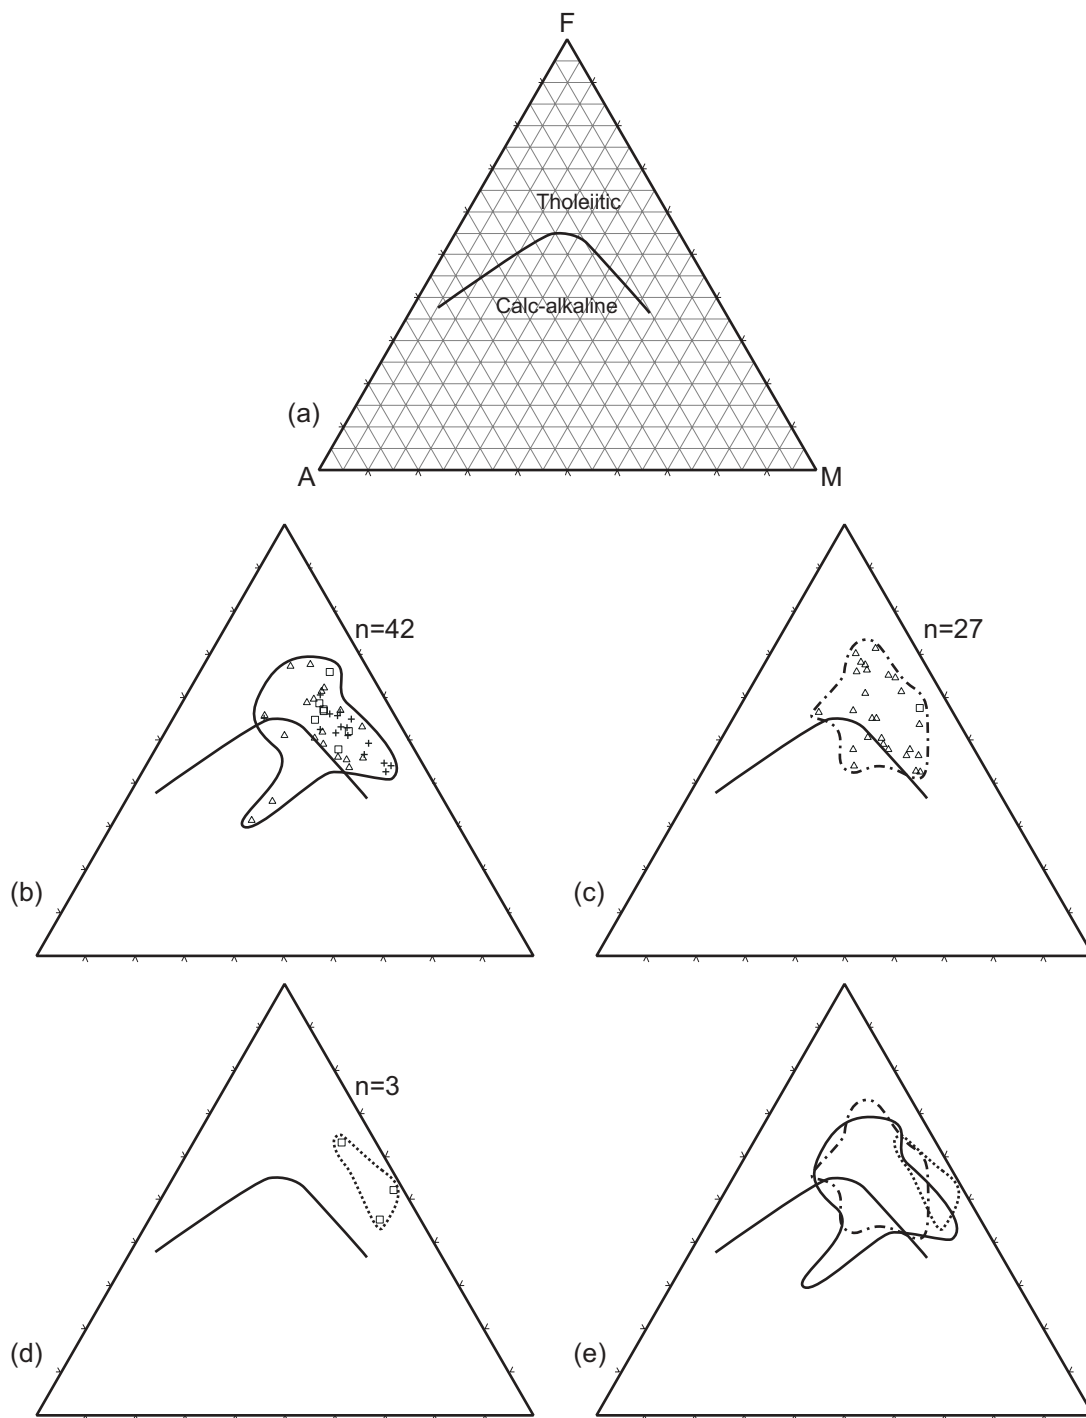 F
Tholeiitic
Calc-alkaline
(a)
A
M
n=42
n=27
(b)
(c)
n=3
(d)
(e)